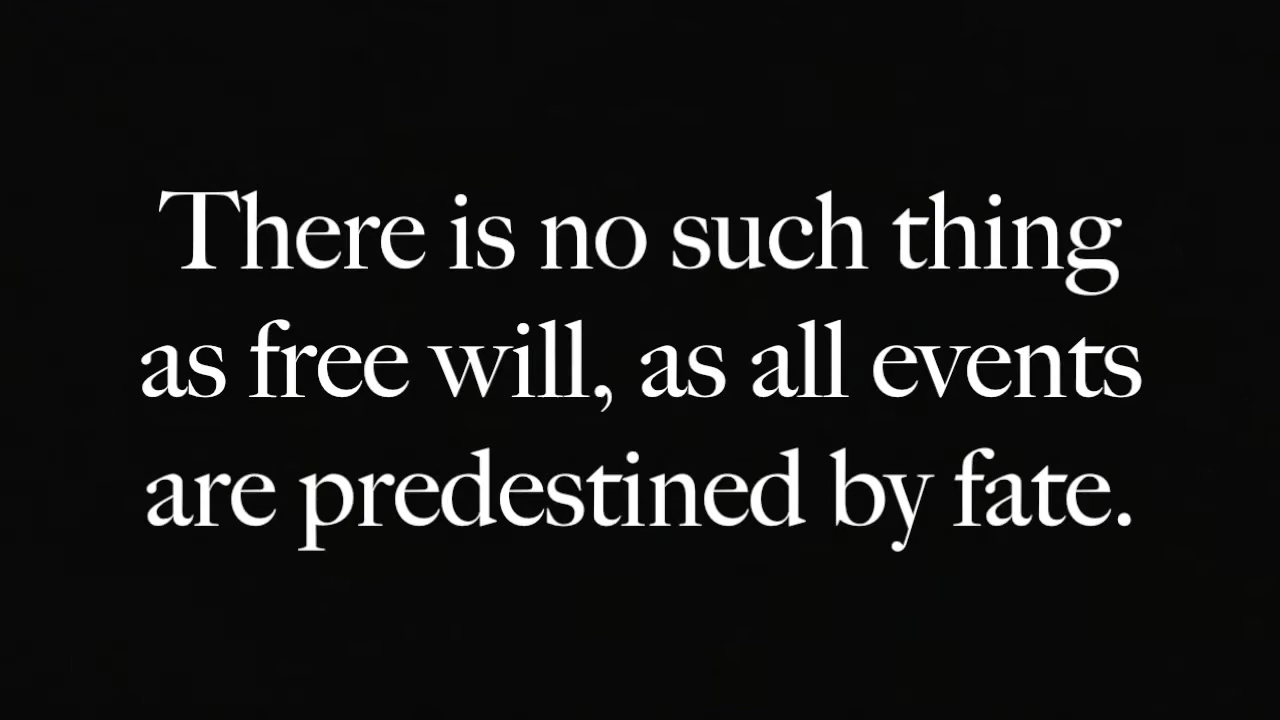 There is no such thing
as free will, as all events
are predestined by fate.